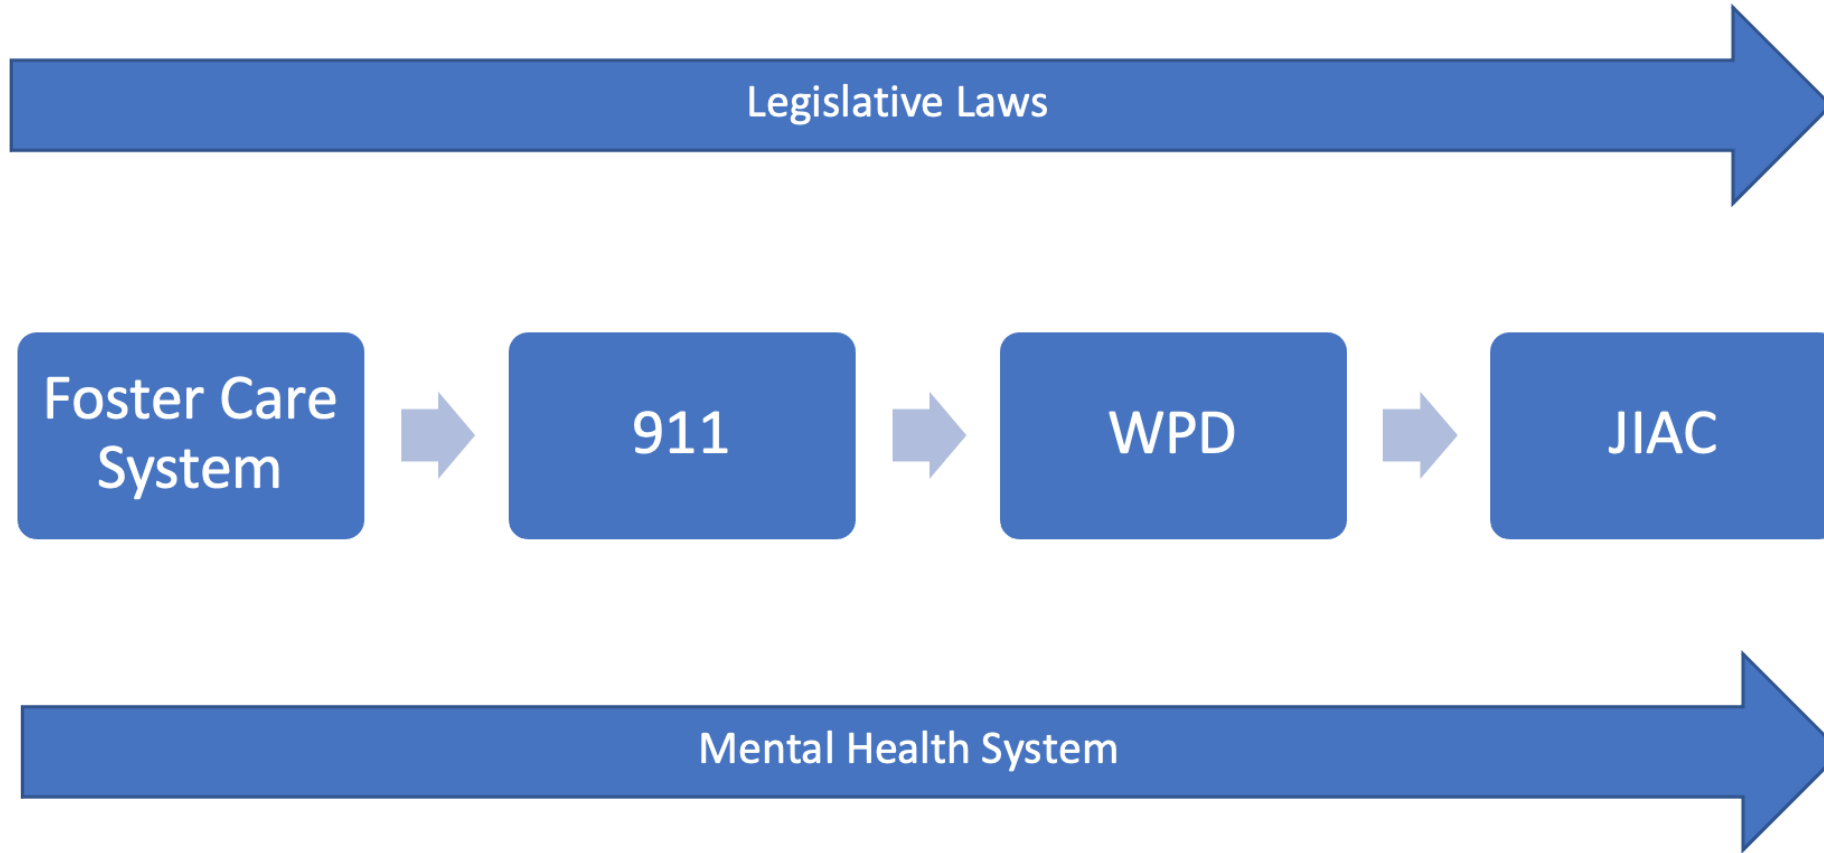 Legislative Laws
Foster Care
System
911
WPD
JIAC
Mental Health System